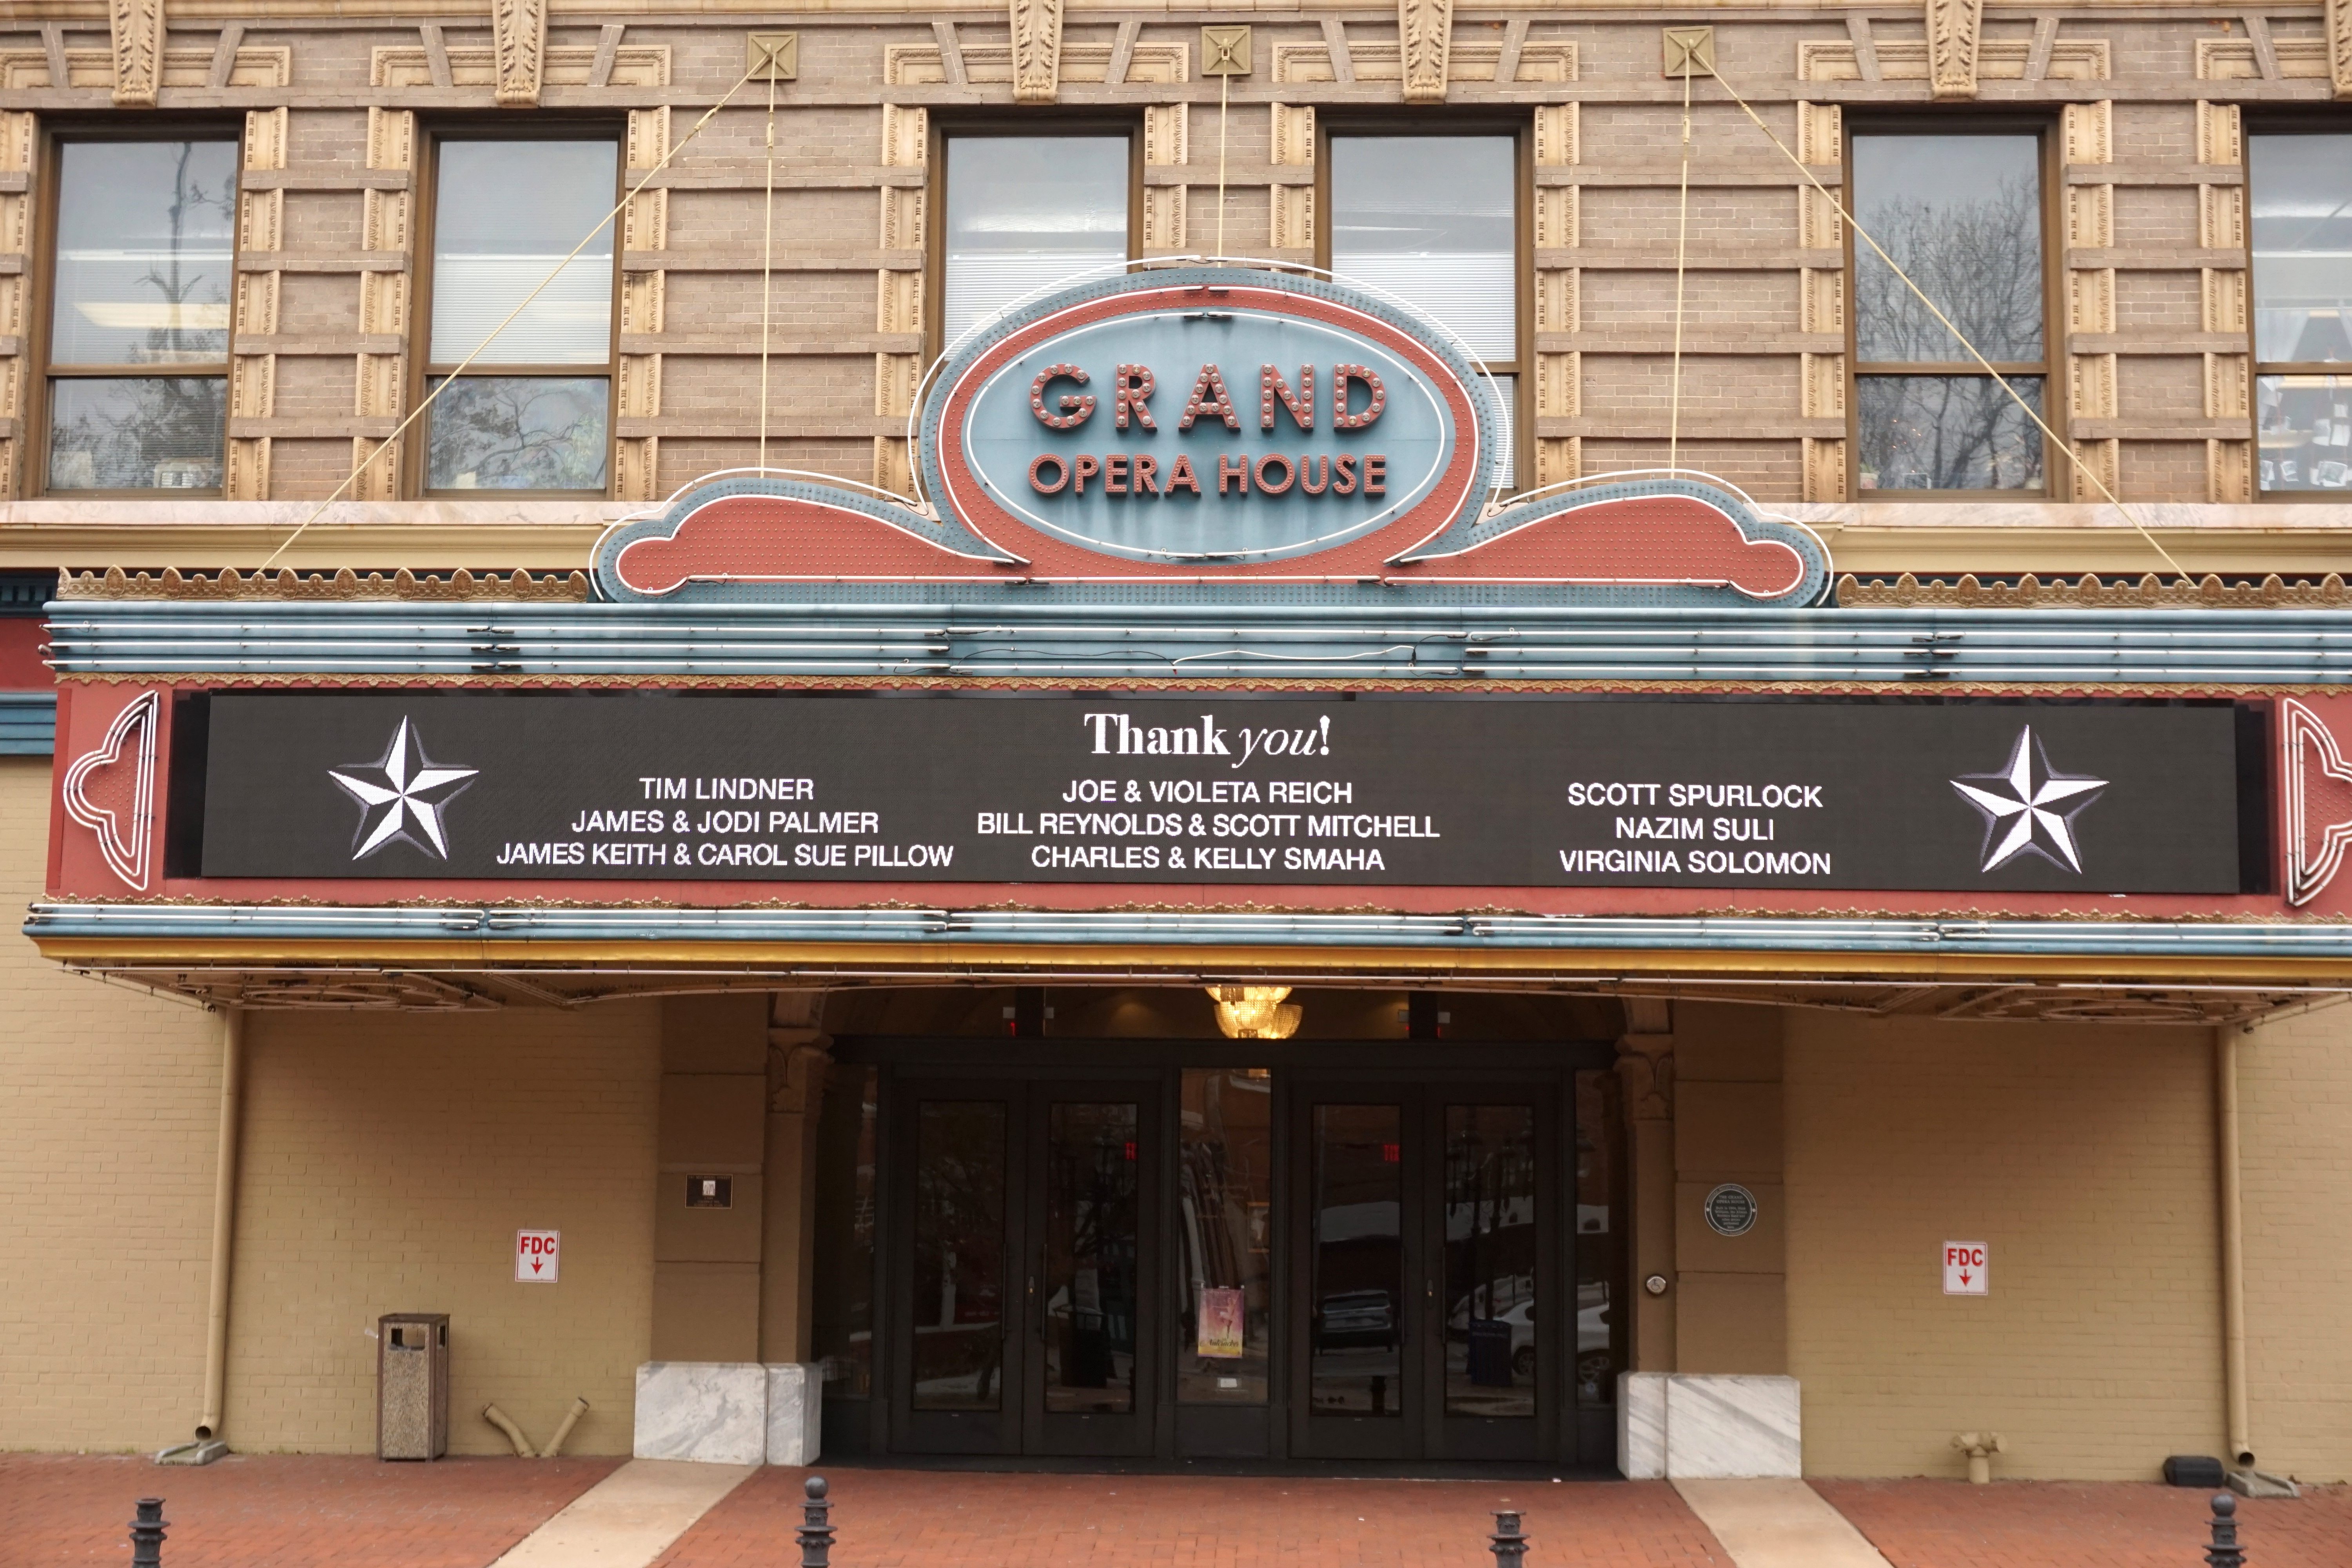 GRAND
OPERA HOUSE
Thank you!
TIM LINDNER
JAMES & JODI PALMER
JAMES KEITH & CAROL SUE PILLOW
JOE & VIOLETA REICH
BILL REYNOLDS & SCOTT MITCHELL
CHARLES & KELLY SMAHA
SCOTT SPURLOCK
NAZIM SULI
VIRGINIA SOLOMON
FDC
FDC